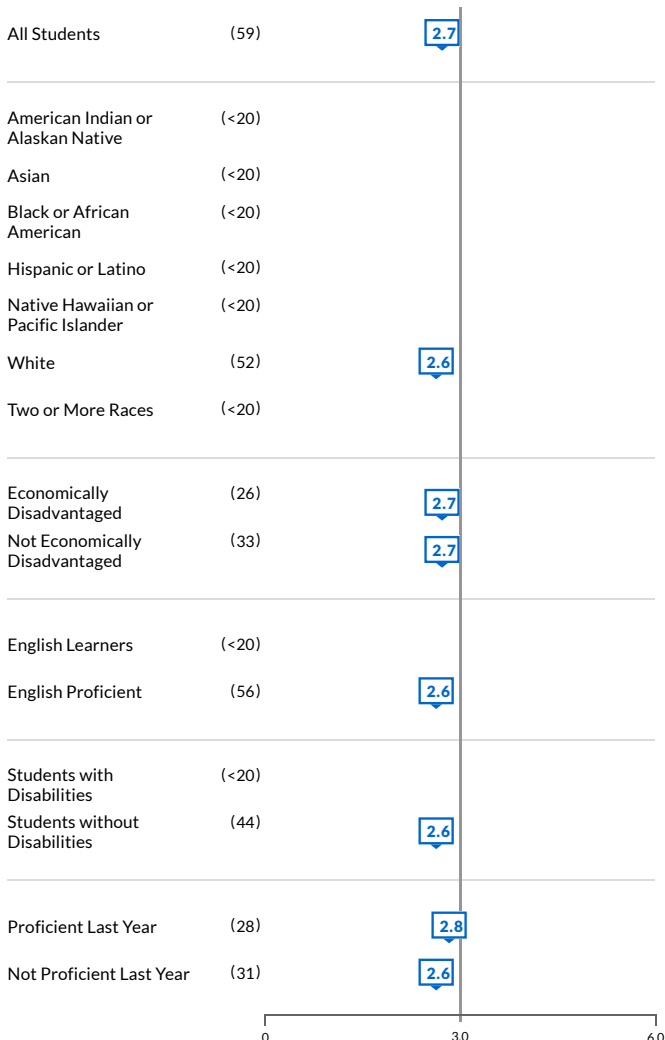 All Students (59) 2.7
American Indian or (<20)
Alaskan Native
Asian (<20)
Black or African (<20)
American
Hispanic or Latino (<20)
Native Hawaiian or (<20)
Pacific Islander
White (52) 2.6
Two or More Races (<20)
Economically (26)
Disadvantaged 2.7
Not Economically (33)
Disadvantaged 2.7
English Learners (<20)
English Proficient (56) 2.6
Students with (<20)
Disabilities
Students without (44)
Disabilities 2.6
Proficient Last Year (28) 2.8
Not Proficient Last Year (31) 2.6
0 3.0 6.0